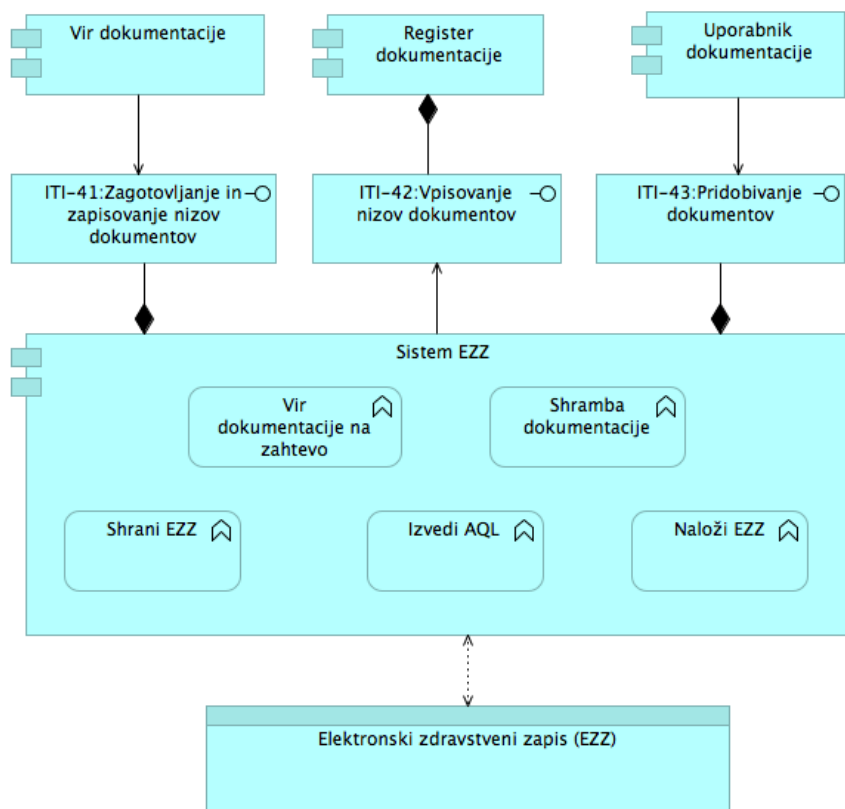 Vir dokumentacije
Register
dokumentacije
Uporabnik
dokumentacije
ITI-41:Zagotovljanje in
zapisovanje nizov
dokumentov
ITI-42:Vpisovanje
nizov dokumentov
ITI-43:Pridobivanje
dokumentov
Sistem EZZ
Vir
dokumentacije na
zahtevo
Shramba
dokumentacije
Shrani EZZ
Izvedi AQL
Naloži EZZ
Elektronski zdravstveni zapis (EZZ)